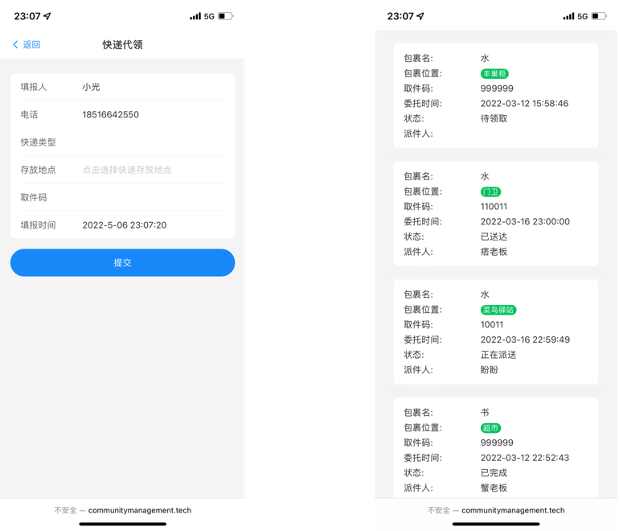 23:07
5G
返回
快递代领
填报人 小光
电话 18516642550
快递类型
存放地点 点击选择快递存放地点
取件码
填报时间 2022-5-06 23:07:20
提交
不安全 — communitymanagement.tech
23:07
5G
包裹名: 水
包裹位置: 丰巢柜
取件码: 999999
委托时间: 2022-03-12 15:58:46
状态: 待领取
派件人:
包裹名: 水
包裹位置: 门卫
取件码: 110011
委托时间: 2022-03-16 23:00:00
状态: 已送达
派件人: 痞老板
包裹名: 水
包裹位置: 菜鸟驿站
取件码: 10011
委托时间: 2022-03-16 22:59:49
状态: 正在派送
派件人: 盼盼
包裹名: 书
包裹位置: 超市
取件码: 999999
委托时间: 2022-03-12 22:52:43
状态: 已完成
派件人: 蟹老板
不安全 — communitymanagement.tech